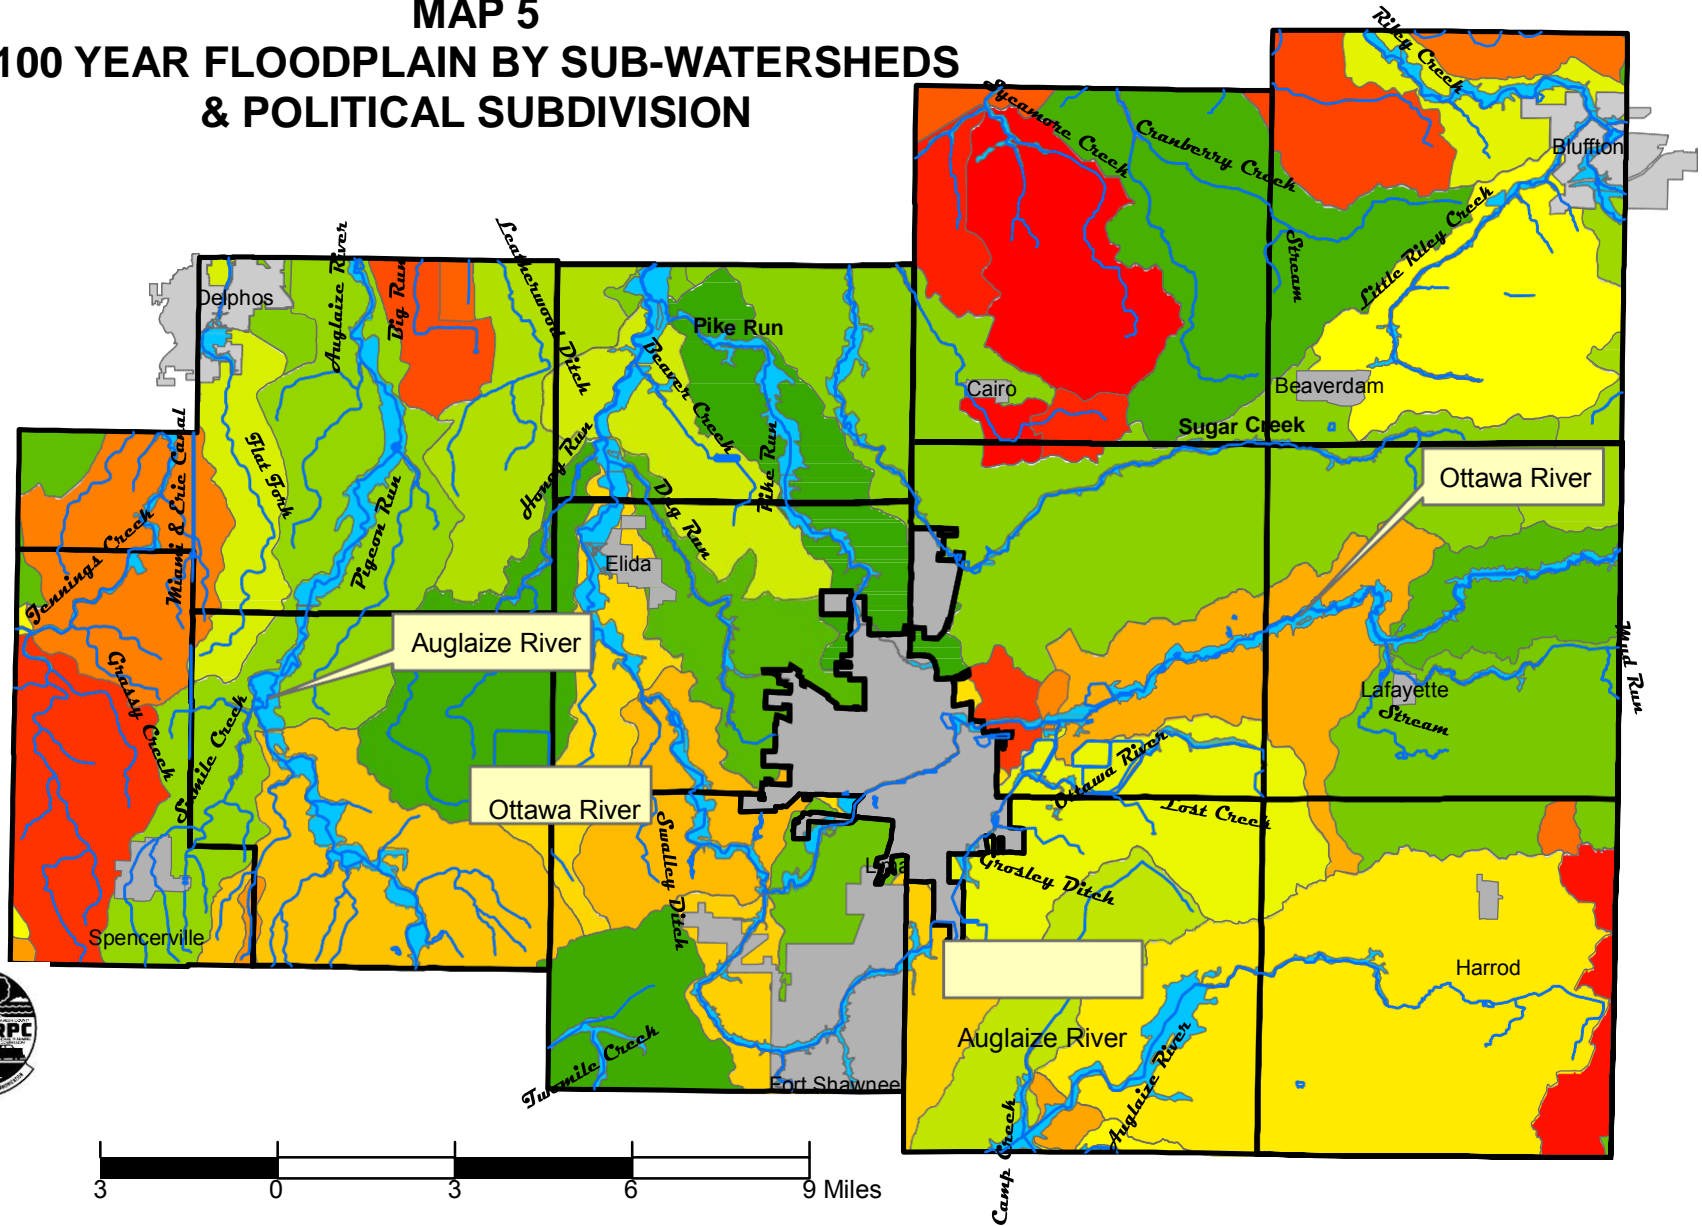 MAP 5
100 YEAR FLOODPLAIN BY SUB-WATERSHEDS
& POLITICAL SUBDIVISION
Riley Creek
Sycamore Creek
Cranberry Creek
Bluffton
Stream
Little Riley Creek
Delphos
Auglaize River
Big Run
Leatherwood Ditch
Pike Run
Beaver Creek
Cairo
Beaverdam
Sugar Creek
Miami & Erie Canal
Flat Fork
Honey Run
Pike Run
Dug Run
Pigeon Run
Ottawa River
Jennings Creek
Elida
Auglaize River
Mud Run
Grassy Creek
Sixmile Creek
Lafayette
Stream
Ottawa River
Ottawa River
Lost Creek
Swalley Ditch
Lima
Grosley Ditch
Spencerville
Harrod
Auglaize River
Auglaize River
Twomile Creek
Fort Shawnee
Camp Creek
RPC
3 0 3 6 9 Miles